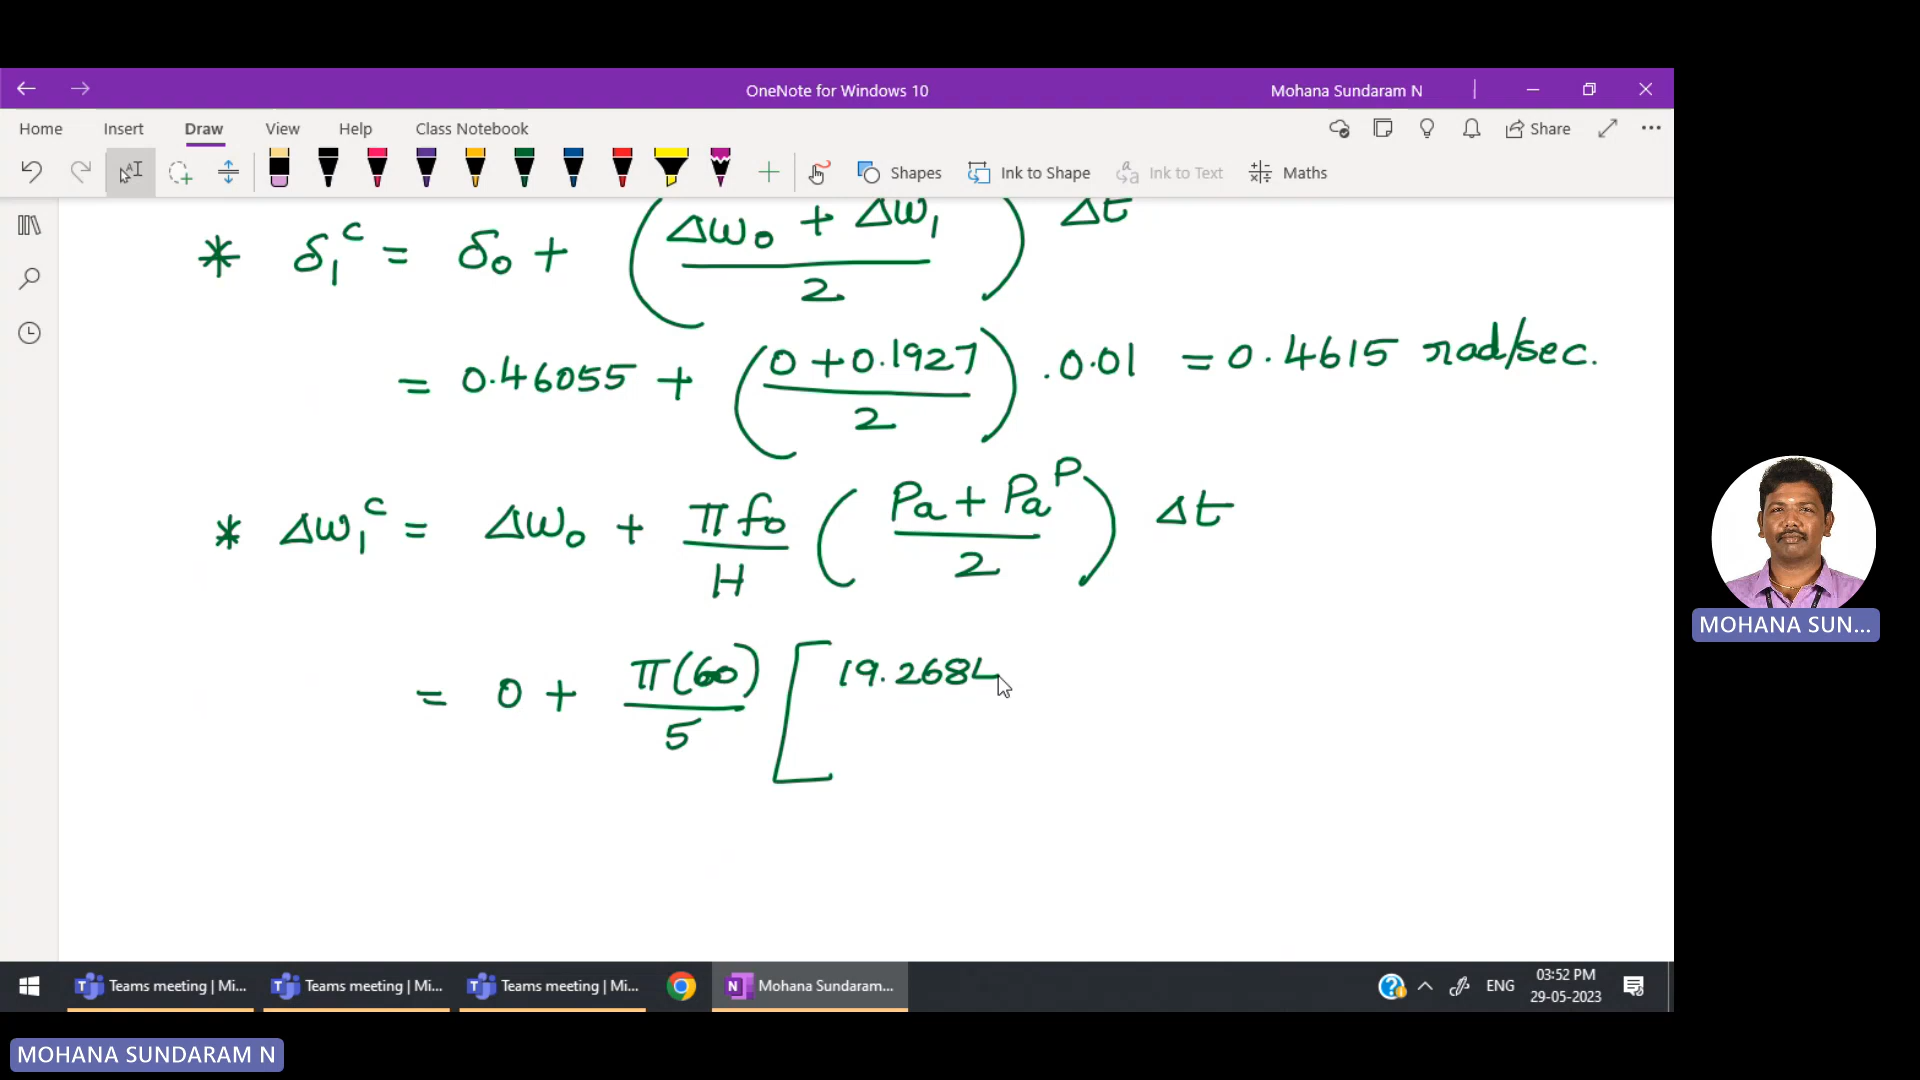 OneNote for Windows 10
Mohana Sundaram N
Home Insert Draw View Help Class Notebook
Share
Shapes Ink to Shape Ink to Text Maths
* δ₁ᶜ = δ₀ + ( (Δω₀ + Δω₁) / 2 ) Δt
= 0.46055 + ( (0 + 0.1927) / 2 ) . 0.01 = 0.4615 rad/sec.
* Δω₁ᶜ = Δω₀ + πf₀ / H ( (Pa + Paᴾ) / 2 ) Δt
= 0 + π(60) / 5 [ 19.2684
MOHANA SUN...
Teams meeting | Mi... Teams meeting | Mi... Teams meeting | Mi... Mohana Sundaram...
ENG
03:52 PM
29-05-2023
MOHANA SUNDARAM N